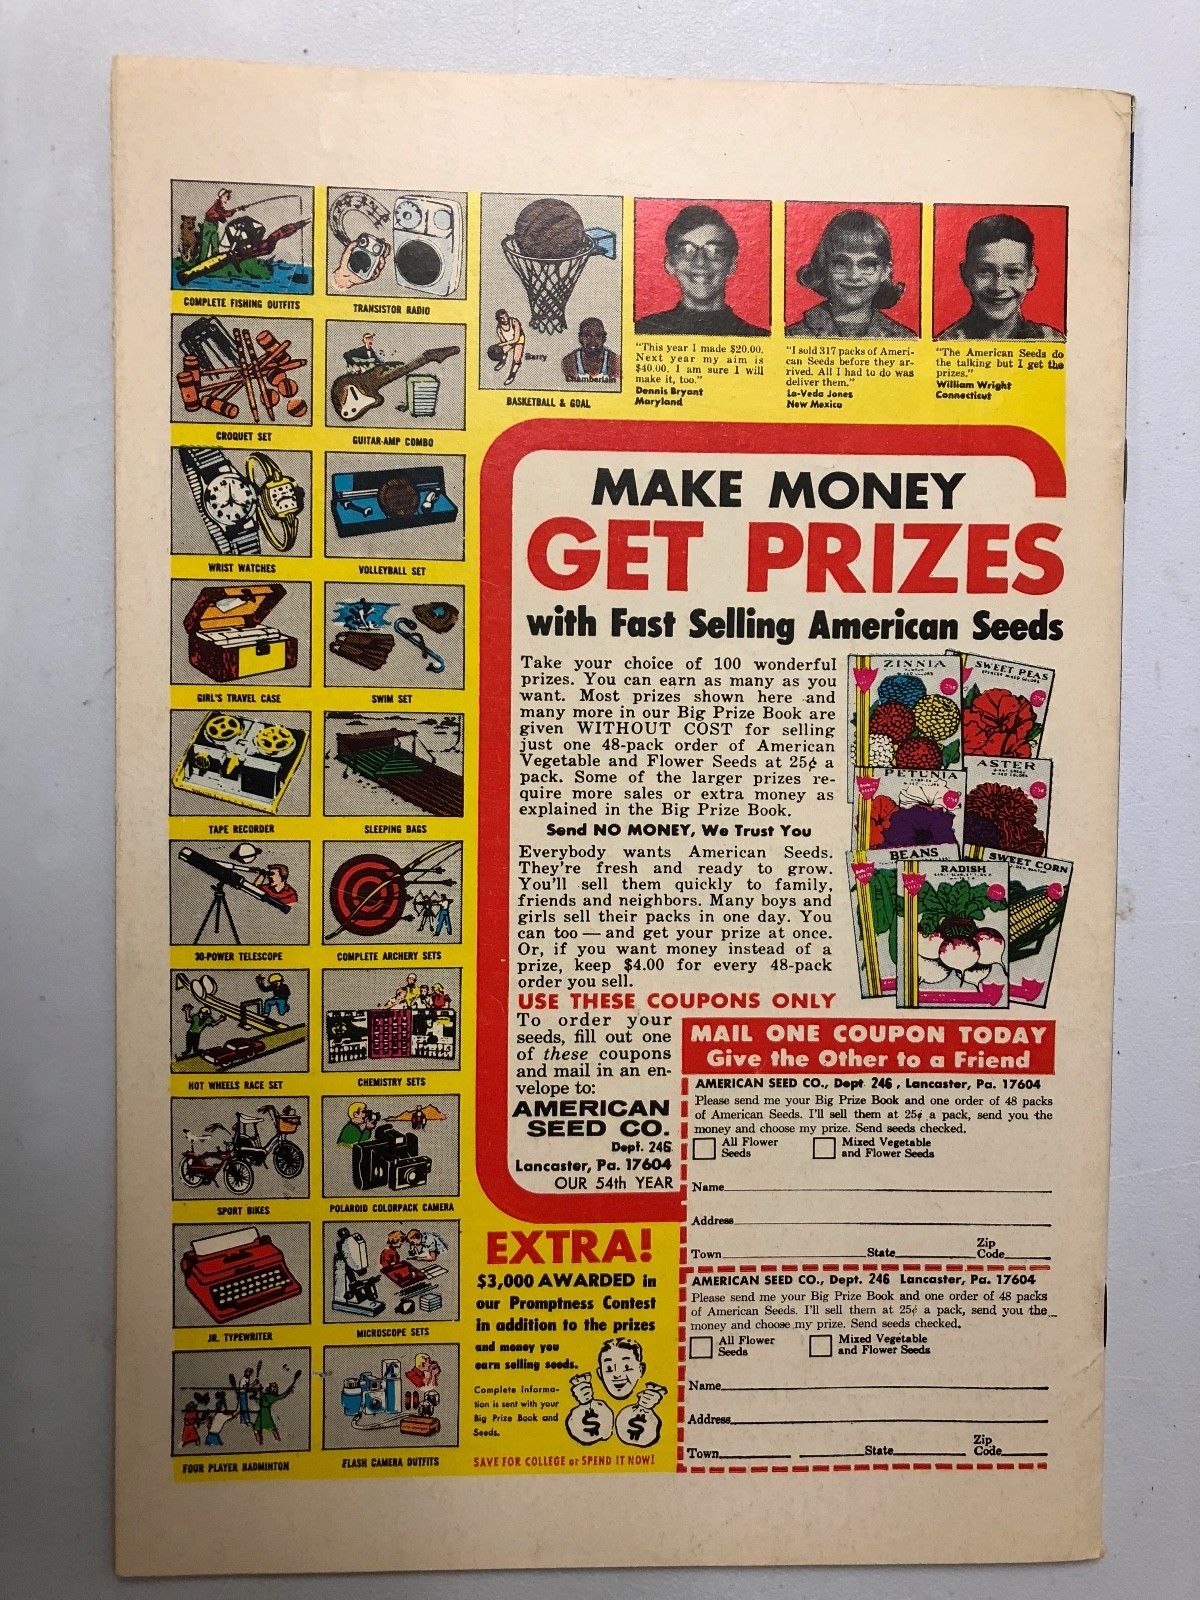 COMPLETE FISHING OUTFITS
TRANSISTOR RADIO
CROQUET SET
GUITAR-AMP COMBO
WRIST WATCHES
VOLLEYBALL SET
GIRL'S TRAVEL CASE
SWIM SET
TAPE RECORDER
SLEEPING BAGS
30-POWER TELESCOPE
COMPLETE ARCHERY SETS
HOT WHEELS RACE SET
CHEMISTRY SETS
SPORT BIKES
POLAROID COLORPACK CAMERA
JR. TYPEWRITER
MICROSCOPE SETS
FOUR PLAYER BADMINTON
FLASH CAMERA OUTFITS
Barry
Chamberlain
BASKETBALL & GOAL
"This year I made $20.00.
Next year my aim is
$40.00. I am sure I will
make it, too."
Dennis Bryant
Maryland
"I sold 317 packs of Ameri-
can Seeds before they ar-
rived. All I had to do was
deliver them."
La-Veda Jones
New Mexico
"The American Seeds do
the talking but I get the
prizes."
William Wright
Connecticut
MAKE MONEY
GET PRIZES
with Fast Selling American Seeds
Take your choice of 100 wonderful
prizes. You can earn as many as you
want. Most prizes shown here and
many more in our Big Prize Book are
given WITHOUT COST for selling
just one 48-pack order of American
Vegetable and Flower Seeds at 25¢ a
pack. Some of the larger prizes re-
quire more sales or extra money as
explained in the Big Prize Book.
Send NO MONEY, We Trust You
Everybody wants American Seeds.
They're fresh and ready to grow.
You'll sell them quickly to family,
friends and neighbors. Many boys and
girls sell their packs in one day. You
can too — and get your prize at once.
Or, if you want money instead of a
prize, keep $4.00 for every 48-pack
order you sell.
USE THESE COUPONS ONLY
To order your
seeds, fill out one
of these coupons
and mail in an en-
velope to:
AMERICAN
SEED CO.
Dept. 246
Lancaster, Pa. 17604
OUR 54th YEAR
ZINNIA
SWEET PEAS
PETUNIA
ASTER
BEANS
RADISH
SWEET CORN
MAIL ONE COUPON TODAY
Give the Other to a Friend
AMERICAN SEED CO., Dept 246, Lancaster, Pa. 17604
Please send me your Big Prize Book and one order of 48 packs
of American Seeds. I'll sell them at 25¢ a pack, send you the
money and choose my prize. Send seeds checked.
All Flower
Seeds
Mixed Vegetable
and Flower Seeds
Name
Address
Town State Zip
Code
AMERICAN SEED CO., Dept. 246 Lancaster, Pa. 17604
Please send me your Big Prize Book and one order of 48 packs
of American Seeds. I'll sell them at 25¢ a pack, send you the
money and choose my prize. Send seeds checked.
All Flower
Seeds
Mixed Vegetable
and Flower Seeds
Name
Address
Town State Zip
Code
EXTRA!
$3,000 AWARDED in
our Promptness Contest
in addition to the prizes
and money you
earn selling seeds.
Complete Informa-
tion is sent with your
Big Prize Book and
Seeds.
$ $
SAVE FOR COLLEGE or SPEND IT NOW!